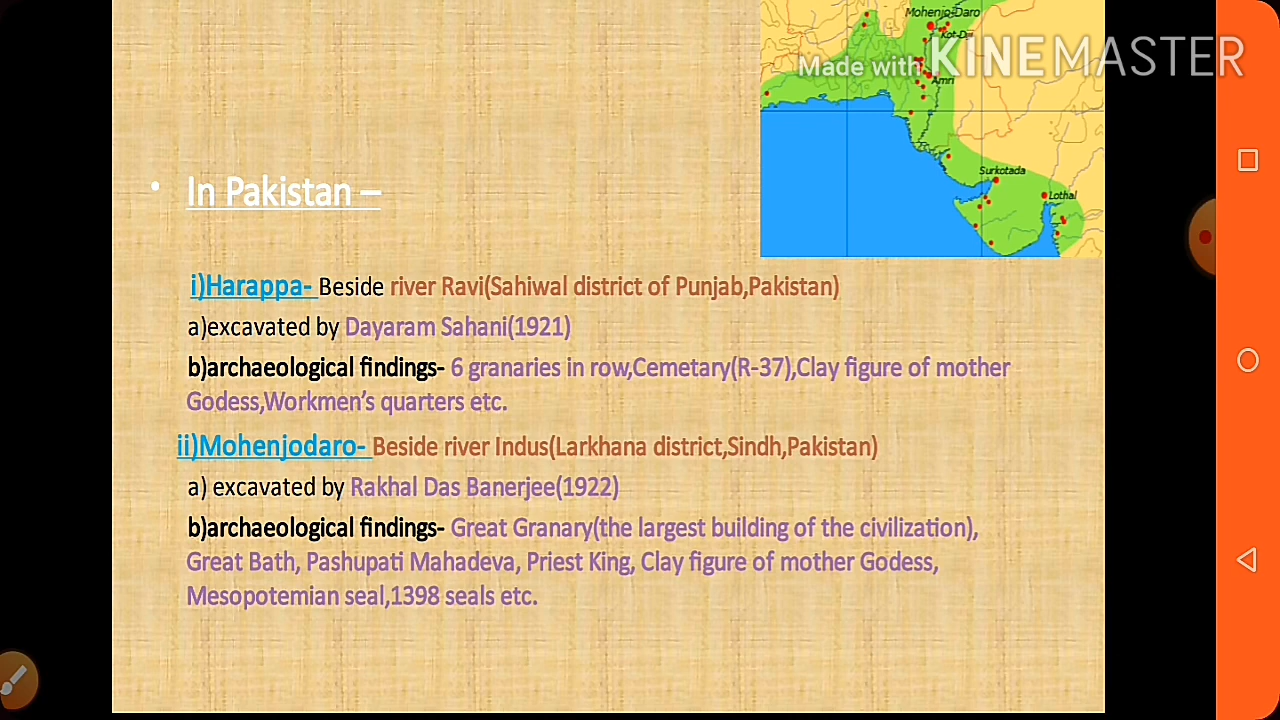 Mohenjo-Daro
Kot-Diji
Made with KINEMASTER
Amri
Surkotada
Lothal
• In Pakistan –
i)Harappa- Beside river Ravi(Sahiwal district of Punjab,Pakistan)
a)excavated by Dayaram Sahani(1921)
b)archaeological findings- 6 granaries in row,Cemetary(R-37),Clay figure of mother
Godess,Workmen’s quarters etc.
ii)Mohenjodaro- Beside river Indus(Larkhana district,Sindh,Pakistan)
a) excavated by Rakhal Das Banerjee(1922)
b)archaeological findings- Great Granary(the largest building of the civilization),
Great Bath, Pashupati Mahadeva, Priest King, Clay figure of mother Godess,
Mesopotemian seal,1398 seals etc.